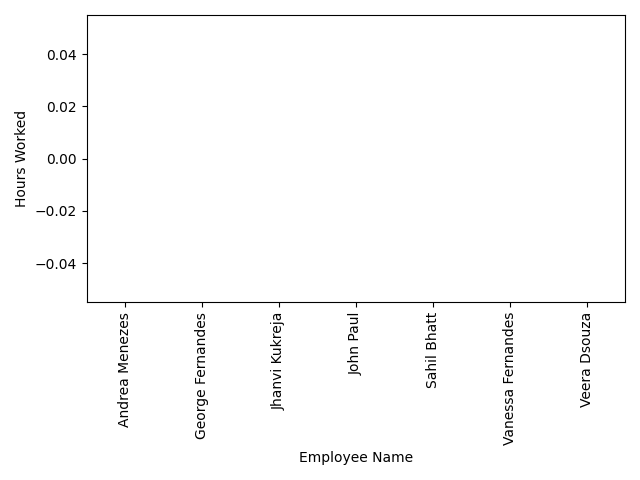 0.04
0.02
Hours Worked
0.00
−0.02
−0.04
Andrea Menezes
George Fernandes
Jhanvi Kukreja
John Paul
Sahil Bhatt
Vanessa Fernandes
Veera Dsouza
Employee Name